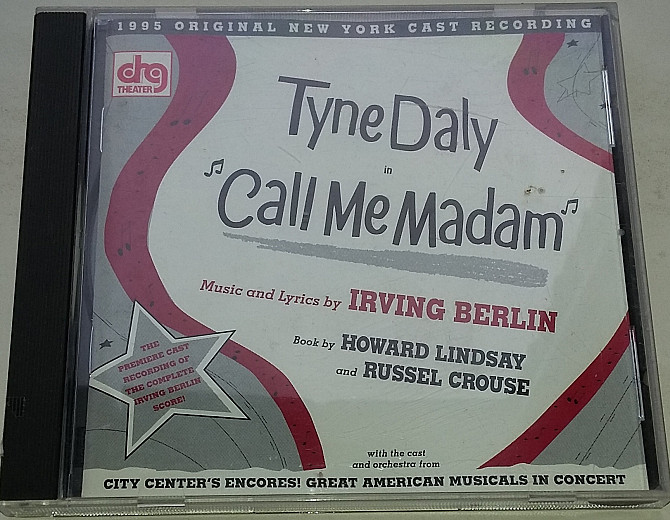 1995 ORIGINAL NEW YORK CAST RECORDING
drg
THEATER
Tyne Daly
in
"Call Me Madam"
Music and Lyrics by IRVING BERLIN
Book by HOWARD LINDSAY
and RUSSEL CROUSE
THE
PREMIERE CAST
RECORDING OF
THE COMPLETE
IRVING BERLIN
SCORE!
with the cast
and orchestra from
CITY CENTER'S ENCORES! GREAT AMERICAN MUSICALS IN CONCERT